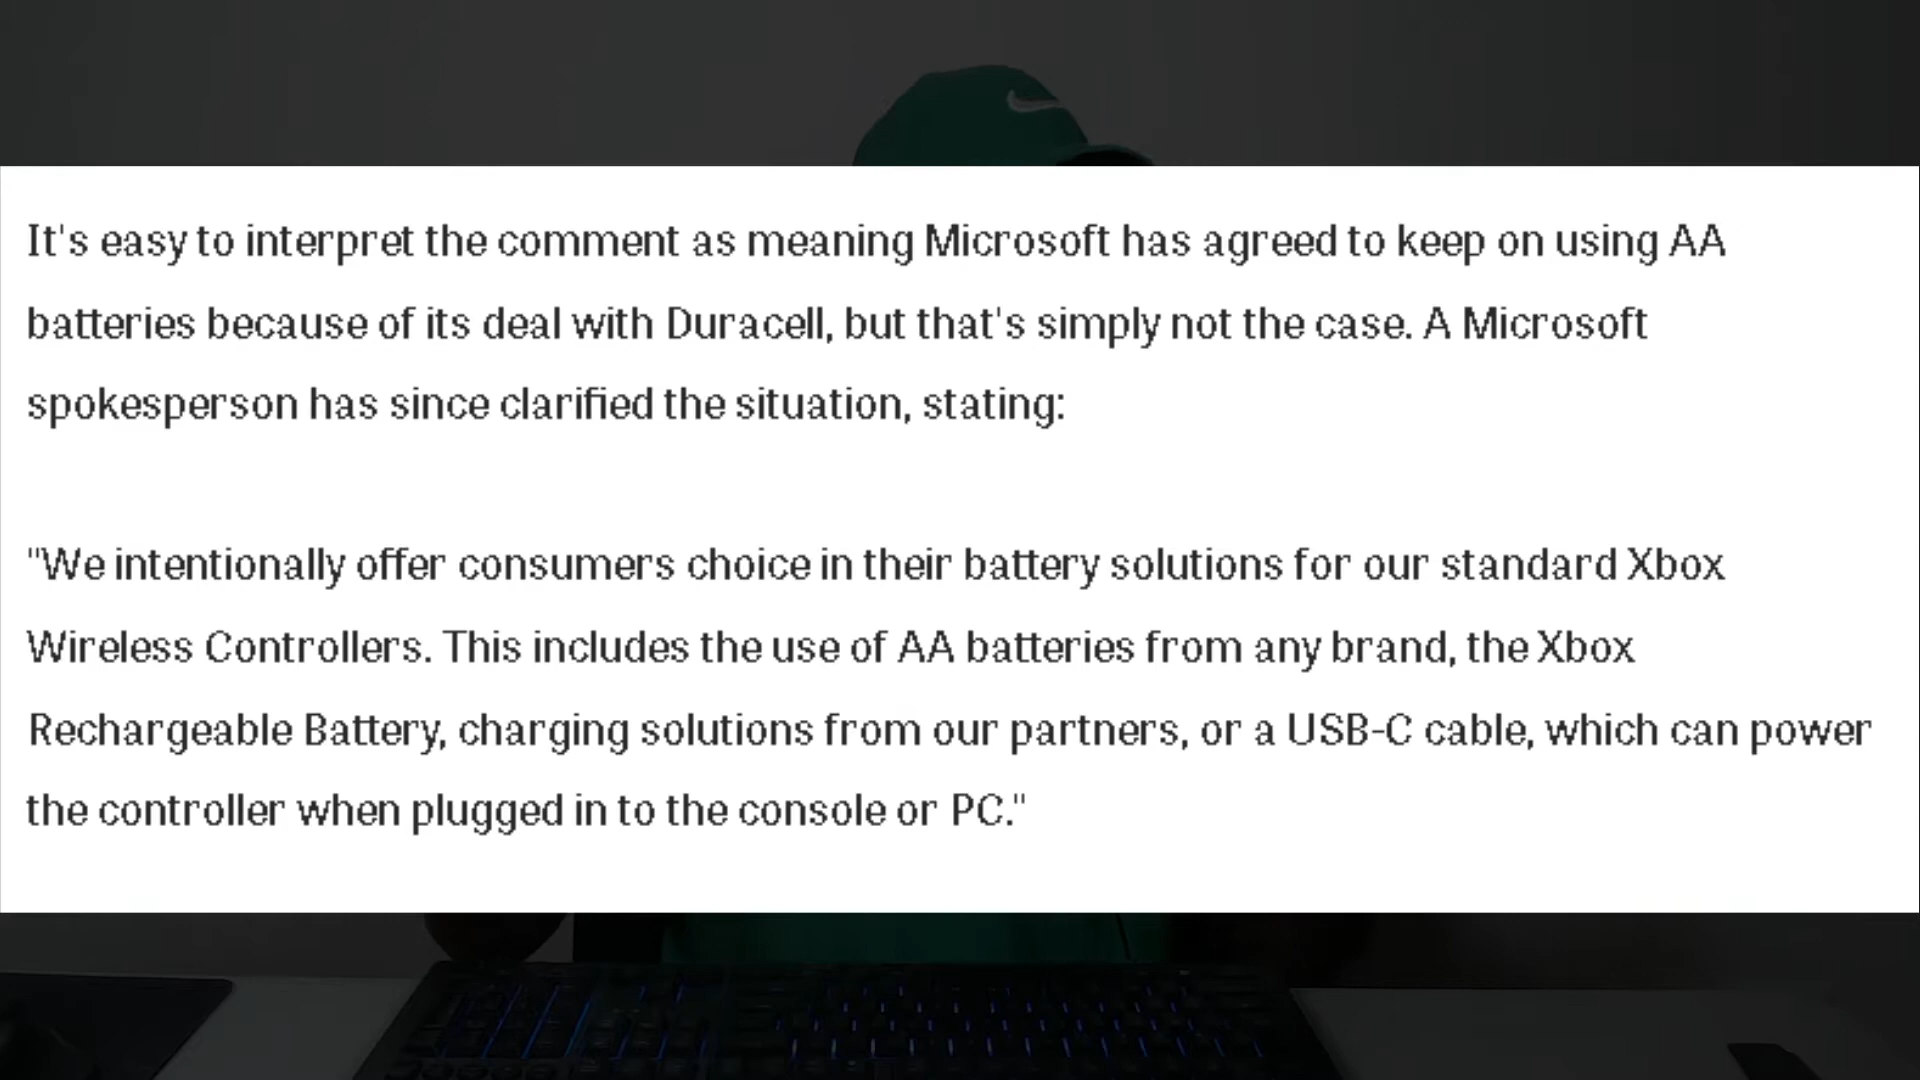 It's easy to interpret the comment as meaning Microsoft has agreed to keep on using AA
batteries because of its deal with Duracell, but that's simply not the case. A Microsoft
spokesperson has since clarified the situation, stating:
"We intentionally offer consumers choice in their battery solutions for our standard Xbox
Wireless Controllers. This includes the use of AA batteries from any brand, the Xbox
Rechargeable Battery, charging solutions from our partners, or a USB-C cable, which can power
the controller when plugged in to the console or PC."